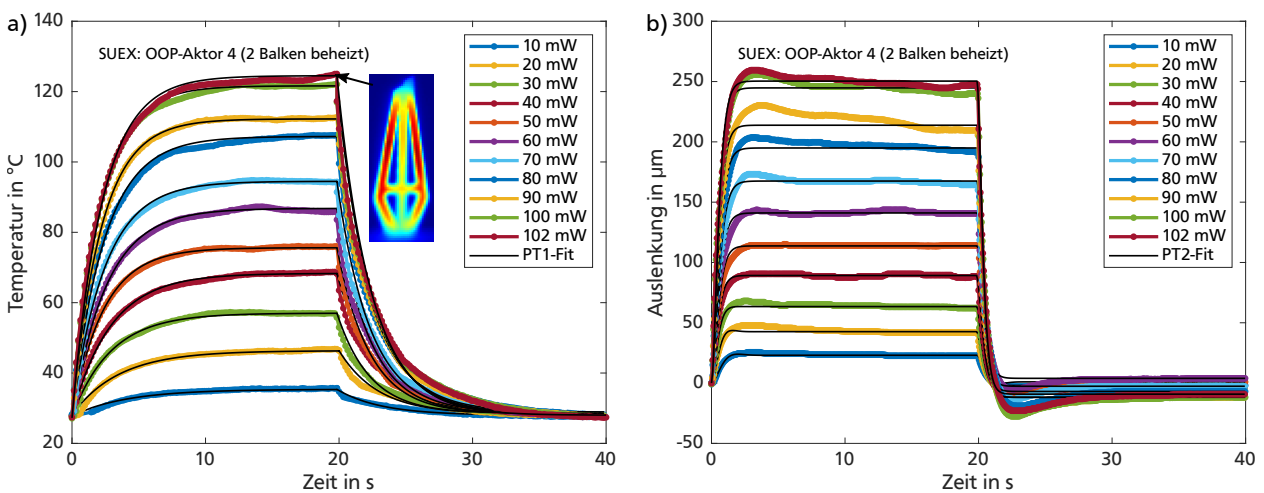 a)
SUEX: OOP-Aktor 4 (2 Balken beheizt)
Temperatur in °C
140
120
100
80
60
40
20
0
10
20
30
40
Zeit in s
10 mW
20 mW
30 mW
40 mW
50 mW
60 mW
70 mW
80 mW
90 mW
100 mW
102 mW
PT1-Fit
b)
SUEX: OOP-Aktor 4 (2 Balken beheizt)
Auslenkung in µm
300
250
200
150
100
50
0
-50
0
10
20
30
40
Zeit in s
10 mW
20 mW
30 mW
40 mW
50 mW
60 mW
70 mW
80 mW
90 mW
100 mW
102 mW
PT2-Fit